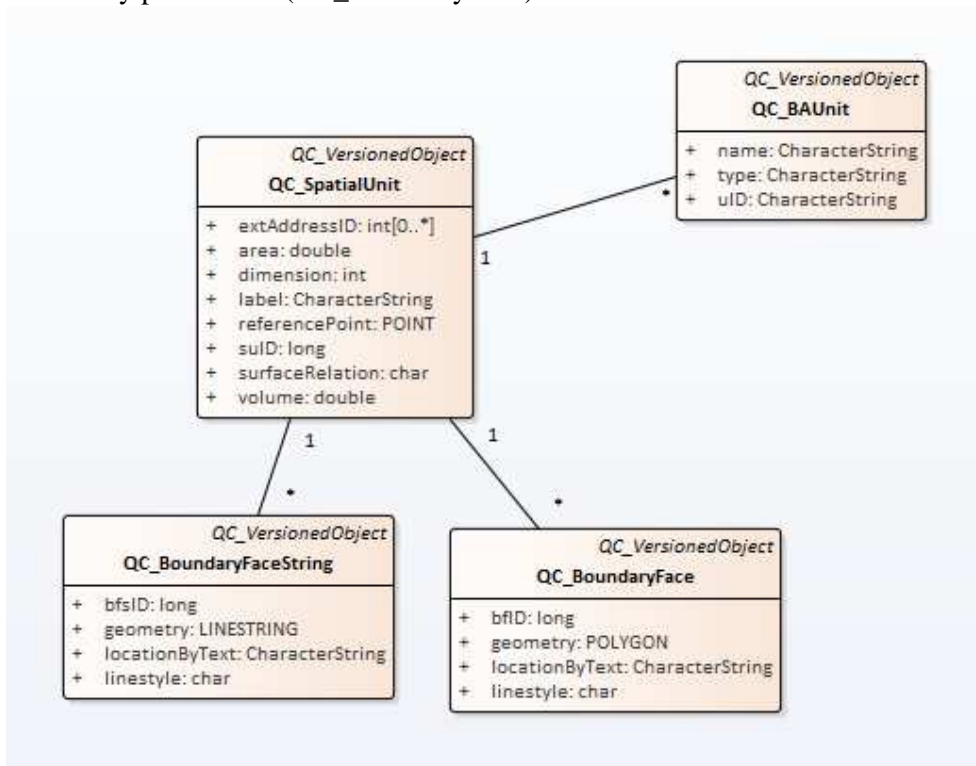 QC_VersionedObject
QC_BAUnit
+ name: CharacterString
+ type: CharacterString
+ uID: CharacterString
*
QC_VersionedObject
QC_SpatialUnit
+ extAddressID: int[0..*]
+ area: double
+ dimension: int
+ label: CharacterString
+ referencePoint: POINT
+ suID: long
+ surfaceRelation: char
+ volume: double
1
1
1
*
*
QC_VersionedObject
QC_BoundaryFaceString
+ bfsID: long
+ geometry: LINESTRING
+ locationByText: CharacterString
+ linestyle: char
QC_VersionedObject
QC_BoundaryFace
+ bfID: long
+ geometry: POLYGON
+ locationByText: CharacterString
+ linestyle: char